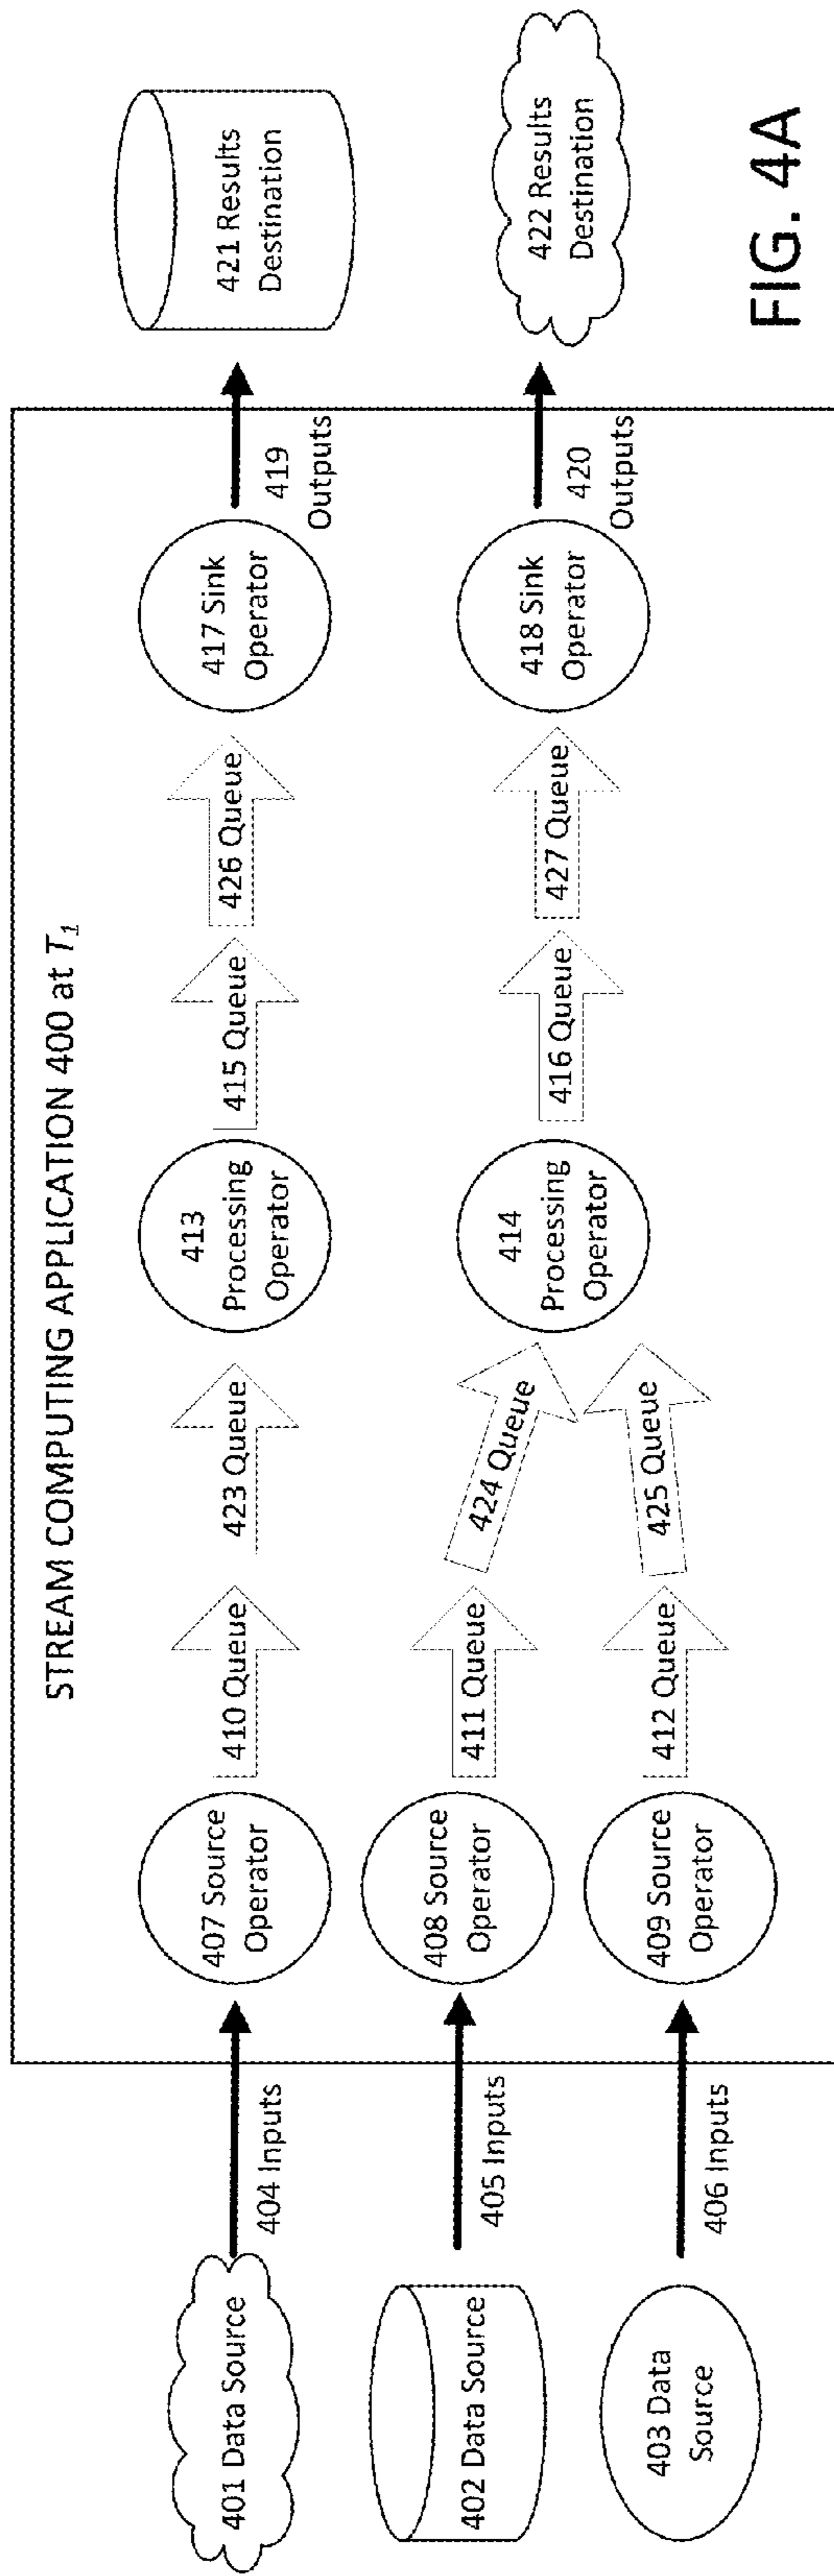 STREAM COMPUTING APPLICATION 400 at T1
401 Data Source
404 Inputs
407 Source
Operator
410 Queue
423 Queue
413
Processing
Operator
415 Queue
426 Queue
417 Sink
Operator
419
Outputs
421 Results
Destination
402 Data Source
405 Inputs
408 Source
Operator
411 Queue
424 Queue
414
Processing
Operator
416 Queue
427 Queue
418 Sink
Operator
420
Outputs
422 Results
Destination
403 Data
Source
406 Inputs
409 Source
Operator
412 Queue
425 Queue
FIG. 4A